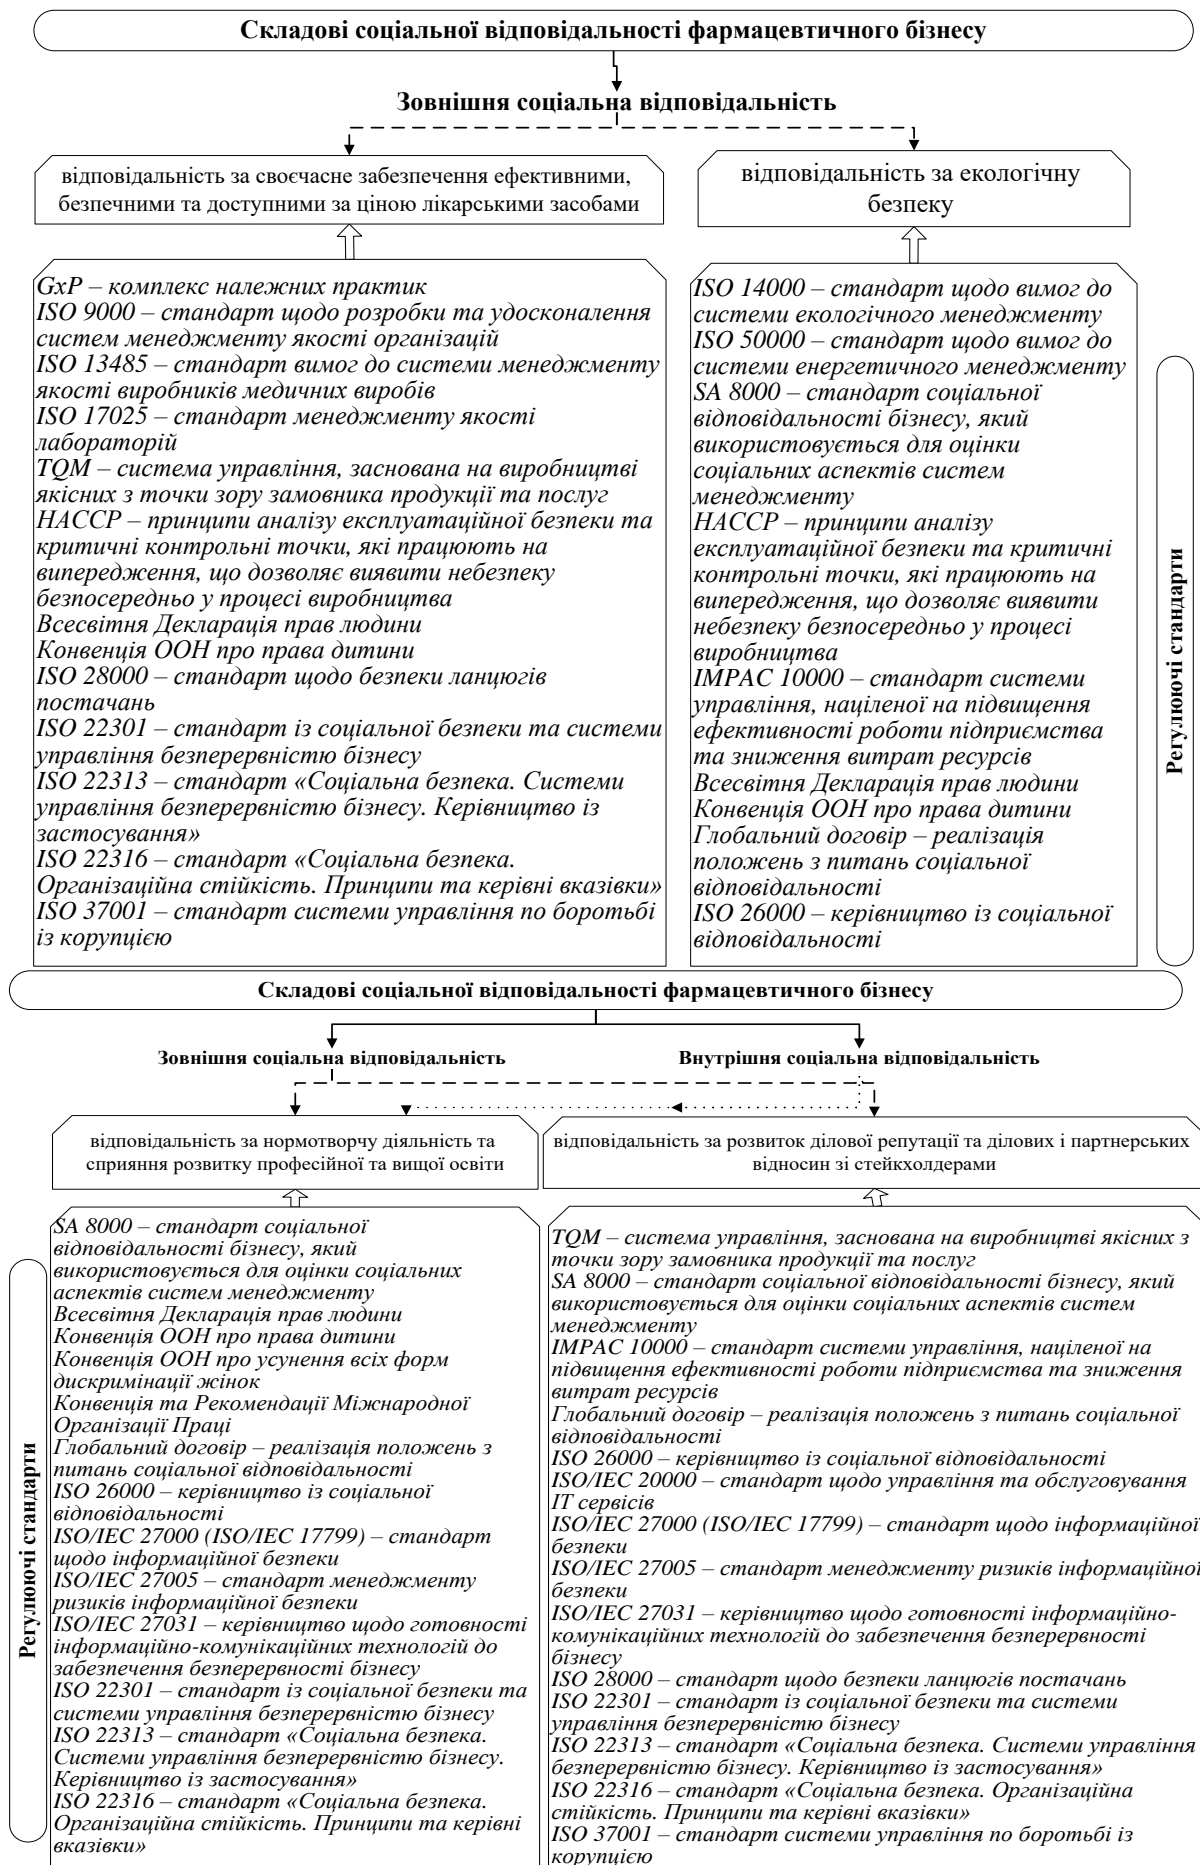 Складові соціальної відповідальності фармацевтичного бізнесу
Зовнішня соціальна відповідальність
відповідальність за своєчасне забезпечення ефективними,
безпечними та доступними за ціною лікарськими засобами
відповідальність за екологічну
безпеку
GxP – комплекс належних практик
ISO 9000 – стандарт щодо розробки та удосконалення
систем менеджменту якості організацій
ISO 13485 – стандарт вимог до системи менеджменту
якості виробників медичних виробів
ISO 17025 – стандарт менеджменту якості
лабораторій
TQM – система управління, заснована на виробництві
якісних з точки зору замовника продукції та послуг
HACCP – принципи аналізу експлуатаційної безпеки та
критичні контрольні точки, які працюють на
випередження, що дозволяє виявити небезпеку
безпосередньо у процесі виробництва
Всесвітня Декларація прав людини
Конвенція ООН про права дитини
ISO 28000 – стандарт щодо безпеки ланцюгів
постачань
ISO 22301 – стандарт із соціальної безпеки та системи
управління безперервністю бізнесу
ISO 22313 – стандарт «Соціальна безпека. Системи
управління безперервністю бізнесу. Керівництво із
застосування»
ISO 22316 – стандарт «Соціальна безпека.
Організаційна стійкість. Принципи та керівні вказівки»
ISO 37001 – стандарт системи управління по боротьбі
із корупцією
ISO 14000 – стандарт щодо вимог до
системи екологічного менеджменту
ISO 50000 – стандарт щодо вимог до
системи енергетичного менеджменту
SA 8000 – стандарт соціальної
відповідальності бізнесу, який
використовується для оцінки
соціальних аспектів систем
менеджменту
HACCP – принципи аналізу
експлуатаційної безпеки та критичні
контрольні точки, які працюють на
випередження, що дозволяє виявити
небезпеку безпосередньо у процесі
виробництва
IMPAC 10000 – стандарт системи
управління, націленої на підвищення
ефективності роботи підприємства
та зниження витрат ресурсів
Всесвітня Декларація прав людини
Конвенція ООН про права дитини
Глобальний договір – реалізація
положень з питань соціальної
відповідальності
ISO 26000 – керівництво із соціальної
відповідальності
Регулюючі стандарти
Складові соціальної відповідальності фармацевтичного бізнесу
Зовнішня соціальна відповідальність
Внутрішня соціальна відповідальність
відповідальність за нормотворчу діяльність та
сприяння розвитку професійної та вищої освіти
відповідальність за розвиток ділової репутації та ділових і партнерських
відносин зі стейкхолдерами
Регулюючі стандарти
SA 8000 – стандарт соціальної
відповідальності бізнесу, який
використовується для оцінки соціальних
аспектів систем менеджменту
Всесвітня Декларація прав людини
Конвенція ООН про права дитини
Конвенція ООН про усунення всіх форм
дискримінації жінок
Конвенція та Рекомендації Міжнародної
Організації Праці
Глобальний договір – реалізація положень з
питань соціальної відповідальності
ISO 26000 – керівництво із соціальної
відповідальності
ISO/IEC 27000 (ISO/IEC 17799) – стандарт
щодо інформаційної безпеки
ISO/IEC 27005 – стандарт менеджменту
ризиків інформаційної безпеки
ISO/IEC 27031 – керівництво щодо готовності
інформаційно-комунікаційних технологій до
забезпечення безперервності бізнесу
ISO 22301 – стандарт із соціальної безпеки та
системи управління безперервністю бізнесу
ISO 22313 – стандарт «Соціальна безпека.
Системи управління безперервністю бізнесу.
Керівництво із застосування»
ISO 22316 – стандарт «Соціальна безпека.
Організаційна стійкість. Принципи та керівні
вказівки»
TQM – система управління, заснована на виробництві якісних з
точки зору замовника продукції та послуг
SA 8000 – стандарт соціальної відповідальності бізнесу, який
використовується для оцінки соціальних аспектів систем
менеджменту
IMPAC 10000 – стандарт системи управління, націленої на
підвищення ефективності роботи підприємства та зниження
витрат ресурсів
Глобальний договір – реалізація положень з питань соціальної
відповідальності
ISO 26000 – керівництво із соціальної відповідальності
ISO/IEC 20000 – стандарт щодо управління та обслуговування
IT сервісів
ISO/IEC 27000 (ISO/IEC 17799) – стандарт щодо інформаційної
безпеки
ISO/IEC 27005 – стандарт менеджменту ризиків інформаційної
безпеки
ISO/IEC 27031 – керівництво щодо готовності інформаційно-
комунікаційних технологій до забезпечення безперервності
бізнесу
ISO 28000 – стандарт щодо безпеки ланцюгів постачань
ISO 22301 – стандарт із соціальної безпеки та системи
управління безперервністю бізнесу
ISO 22313 – стандарт «Соціальна безпека. Системи управління
безперервністю бізнесу. Керівництво із застосування»
ISO 22316 – стандарт «Соціальна безпека. Організаційна
стійкість. Принципи та керівні вказівки»
ISO 37001 – стандарт системи управління по боротьбі із
корупцією